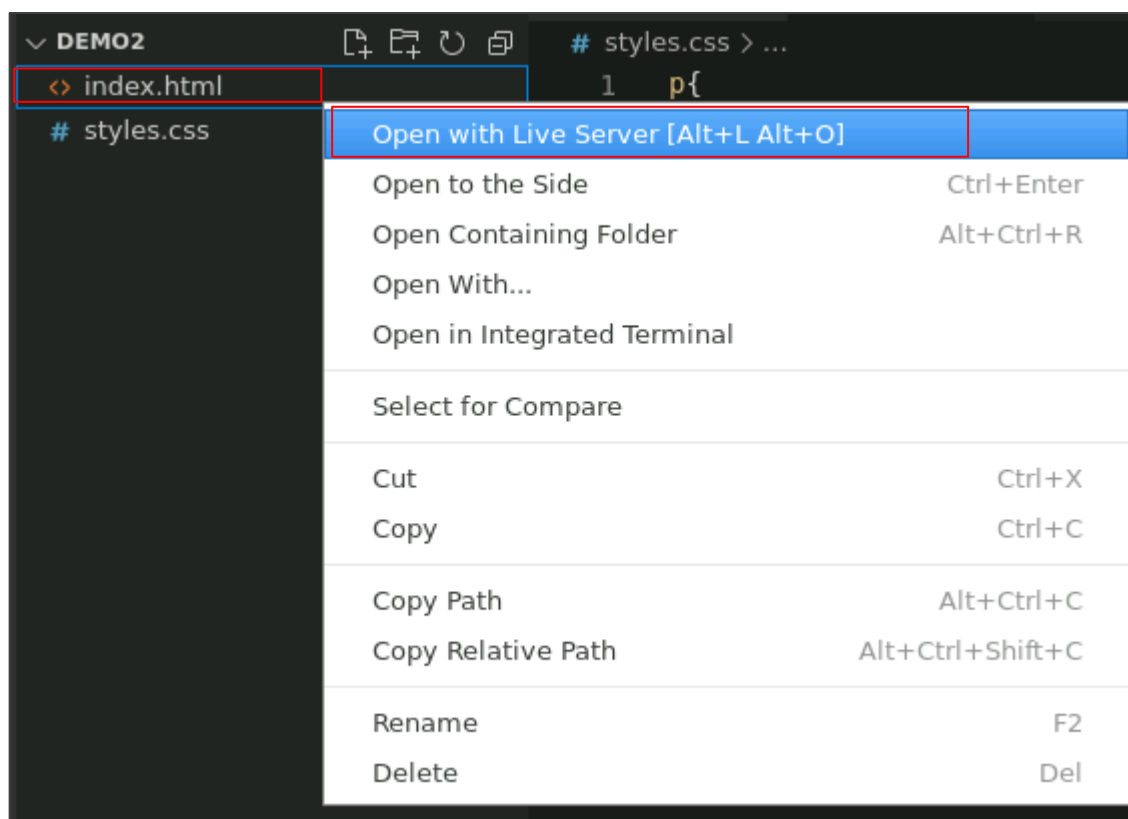 DEMO2
styles.css > ...
index.html
1 p{
styles.css
Open with Live Server [Alt+L Alt+O]
Open to the Side Ctrl+Enter
Open Containing Folder Alt+Ctrl+R
Open With...
Open in Integrated Terminal
Select for Compare
Cut Ctrl+X
Copy Ctrl+C
Copy Path Alt+Ctrl+C
Copy Relative Path Alt+Ctrl+Shift+C
Rename F2
Delete Del